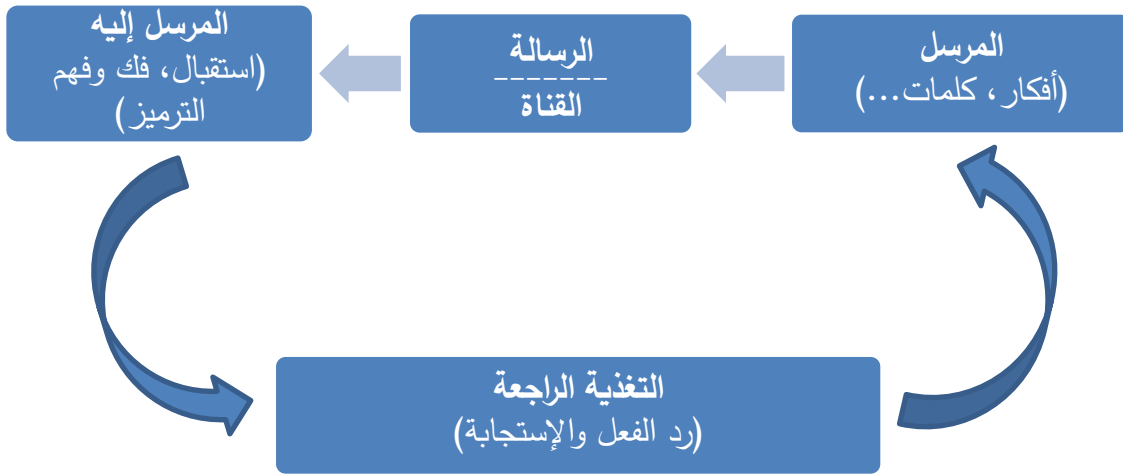 المرسل
(أفكار، كلمات...)
الرسالة
-------
القناة
المرسل إليه
(استقبال، فك وفهم
الترميز)
التغذية الراجعة
(رد الفعل والإستجابة)